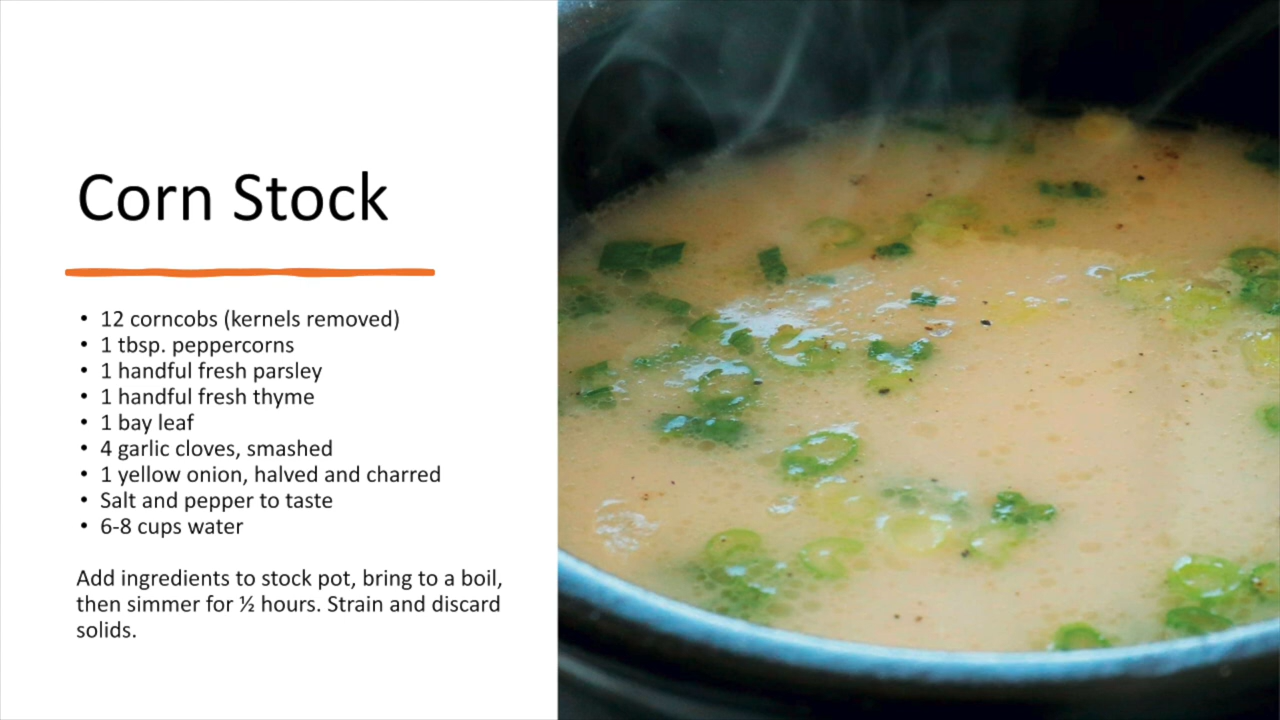 Corn Stock
• 12 corncobs (kernels removed)
• 1 tbsp. peppercorns
• 1 handful fresh parsley
• 1 handful fresh thyme
• 1 bay leaf
• 4 garlic cloves, smashed
• 1 yellow onion, halved and charred
• Salt and pepper to taste
• 6-8 cups water
Add ingredients to stock pot, bring to a boil,
then simmer for ½ hours. Strain and discard
solids.